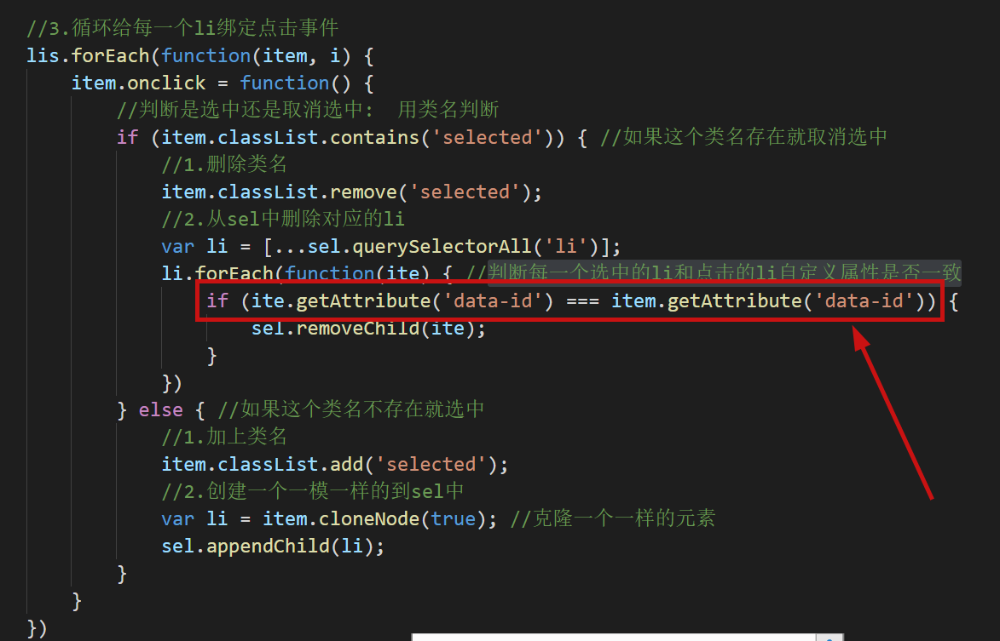 //3.循环给每一个li绑定点击事件
lis.forEach(function(item, i) {
item.onclick = function() {
//判断是选中还是取消选中： 用类名判断
if (item.classList.contains('selected')) { //如果这个类名存在就取消选中
//1.删除类名
item.classList.remove('selected');
//2.从sel中删除对应的li
var li = [...sel.querySelectorAll('li')];
li.forEach(function(ite) { //判断每一个选中的li和点击的li自定义属性是否一致
if (ite.getAttribute('data-id') === item.getAttribute('data-id')) {
sel.removeChild(ite);
}
})
} else { //如果这个类名不存在就选中
//1.加上类名
item.classList.add('selected');
//2.创建一个一模一样的到sel中
var li = item.cloneNode(true); //克隆一个一样的元素
sel.appendChild(li);
}
}
})